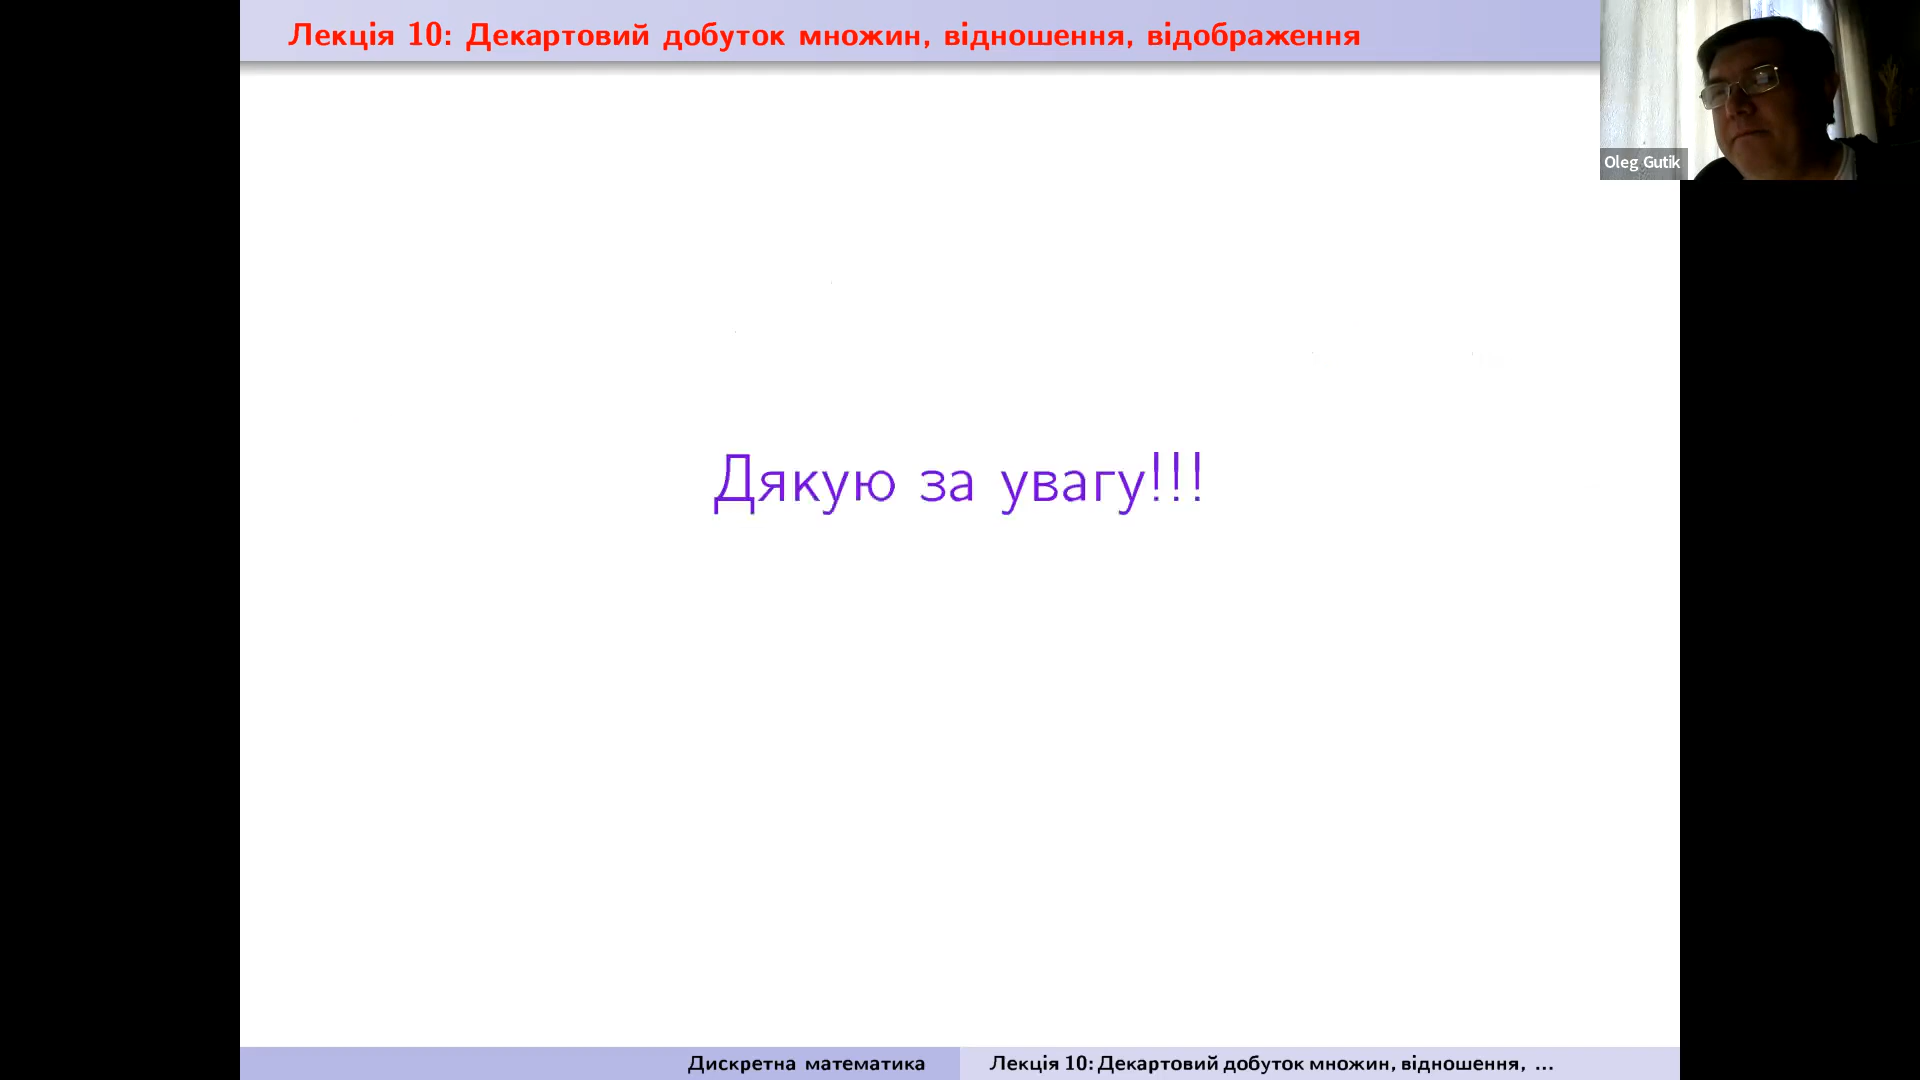 Лекція 10: Декартовий добуток множин, відношення, відображення
Oleg Gutik
Дякую за увагу!!!
Дискретна математика
Лекція 10: Декартовий добуток множин, відношення, ...